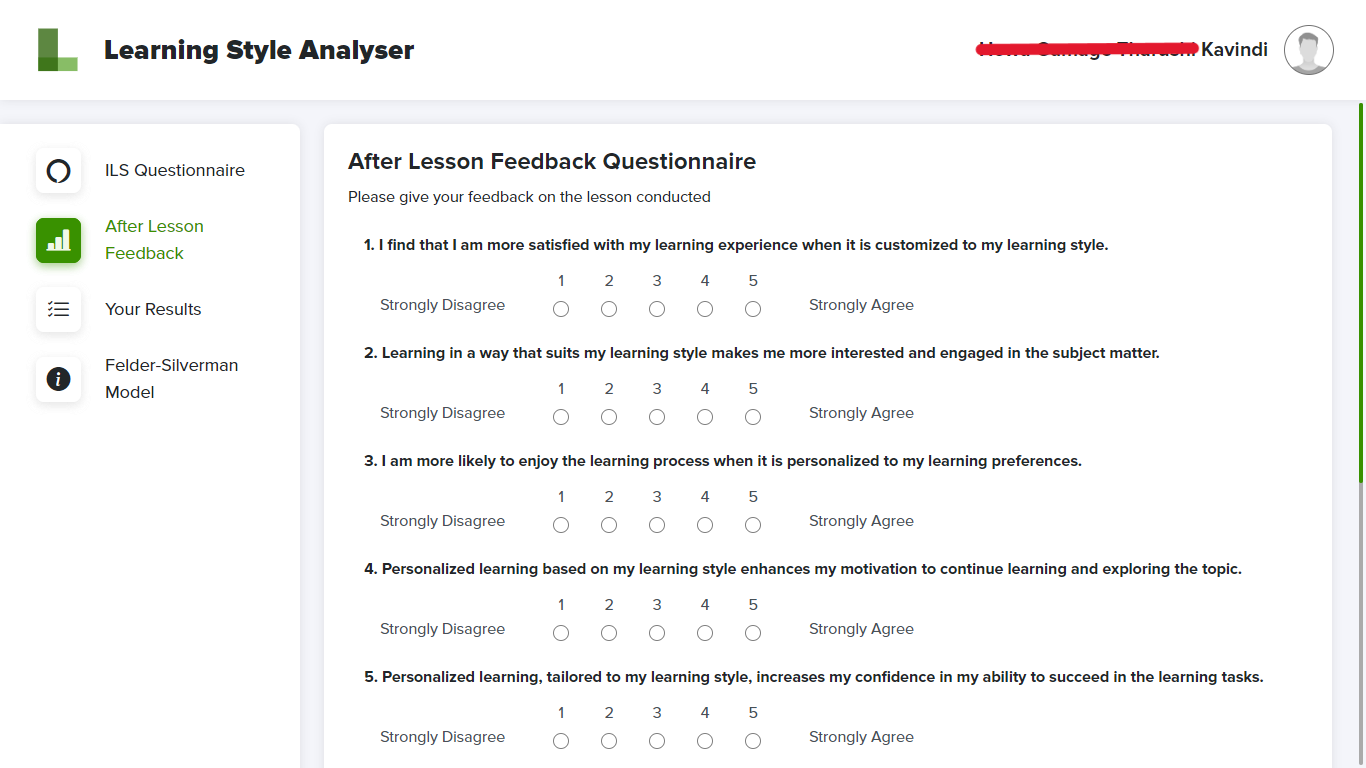 Learning Style Analyser
Kavindi
ILS Questionnaire
After Lesson
Feedback
Your Results
Felder-Silverman
Model
After Lesson Feedback Questionnaire
Please give your feedback on the lesson conducted
1. I find that I am more satisfied with my learning experience when it is customized to my learning style.
1 2 3 4 5
Strongly Disagree Strongly Agree
2. Learning in a way that suits my learning style makes me more interested and engaged in the subject matter.
1 2 3 4 5
Strongly Disagree Strongly Agree
3. I am more likely to enjoy the learning process when it is personalized to my learning preferences.
1 2 3 4 5
Strongly Disagree Strongly Agree
4. Personalized learning based on my learning style enhances my motivation to continue learning and exploring the topic.
1 2 3 4 5
Strongly Disagree Strongly Agree
5. Personalized learning, tailored to my learning style, increases my confidence in my ability to succeed in the learning tasks.
1 2 3 4 5
Strongly Disagree Strongly Agree